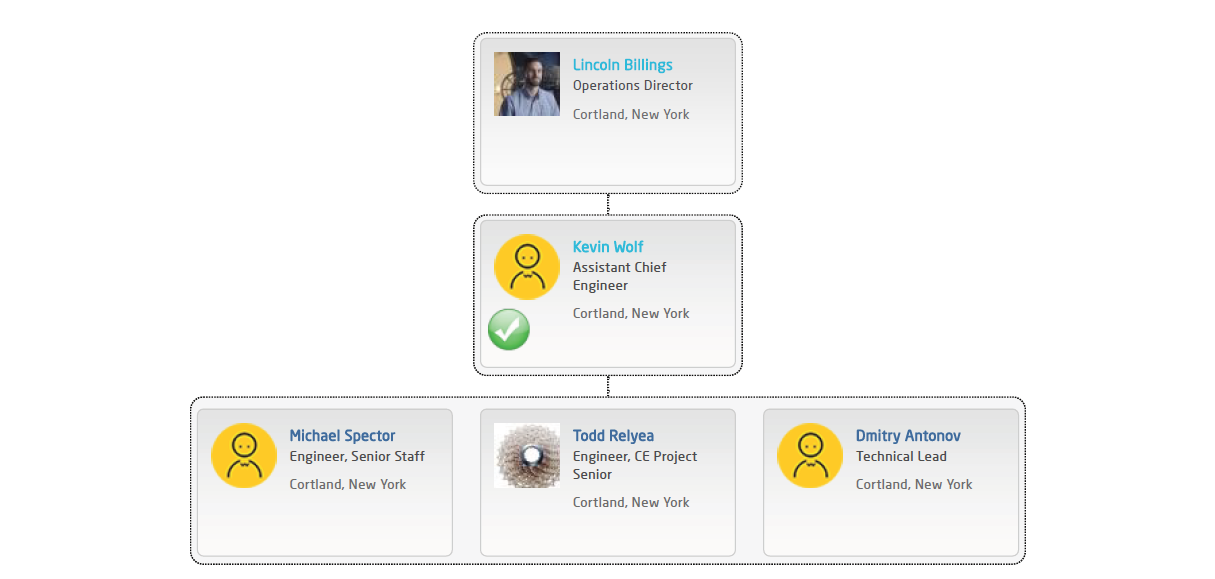 Lincoln Billings
Operations Director
Cortland, New York
Kevin Wolf
Assistant Chief
Engineer
Cortland, New York
Michael Spector
Engineer, Senior Staff
Cortland, New York
Todd Relyea
Engineer, CE Project
Senior
Cortland, New York
Dmitry Antonov
Technical Lead
Cortland, New York